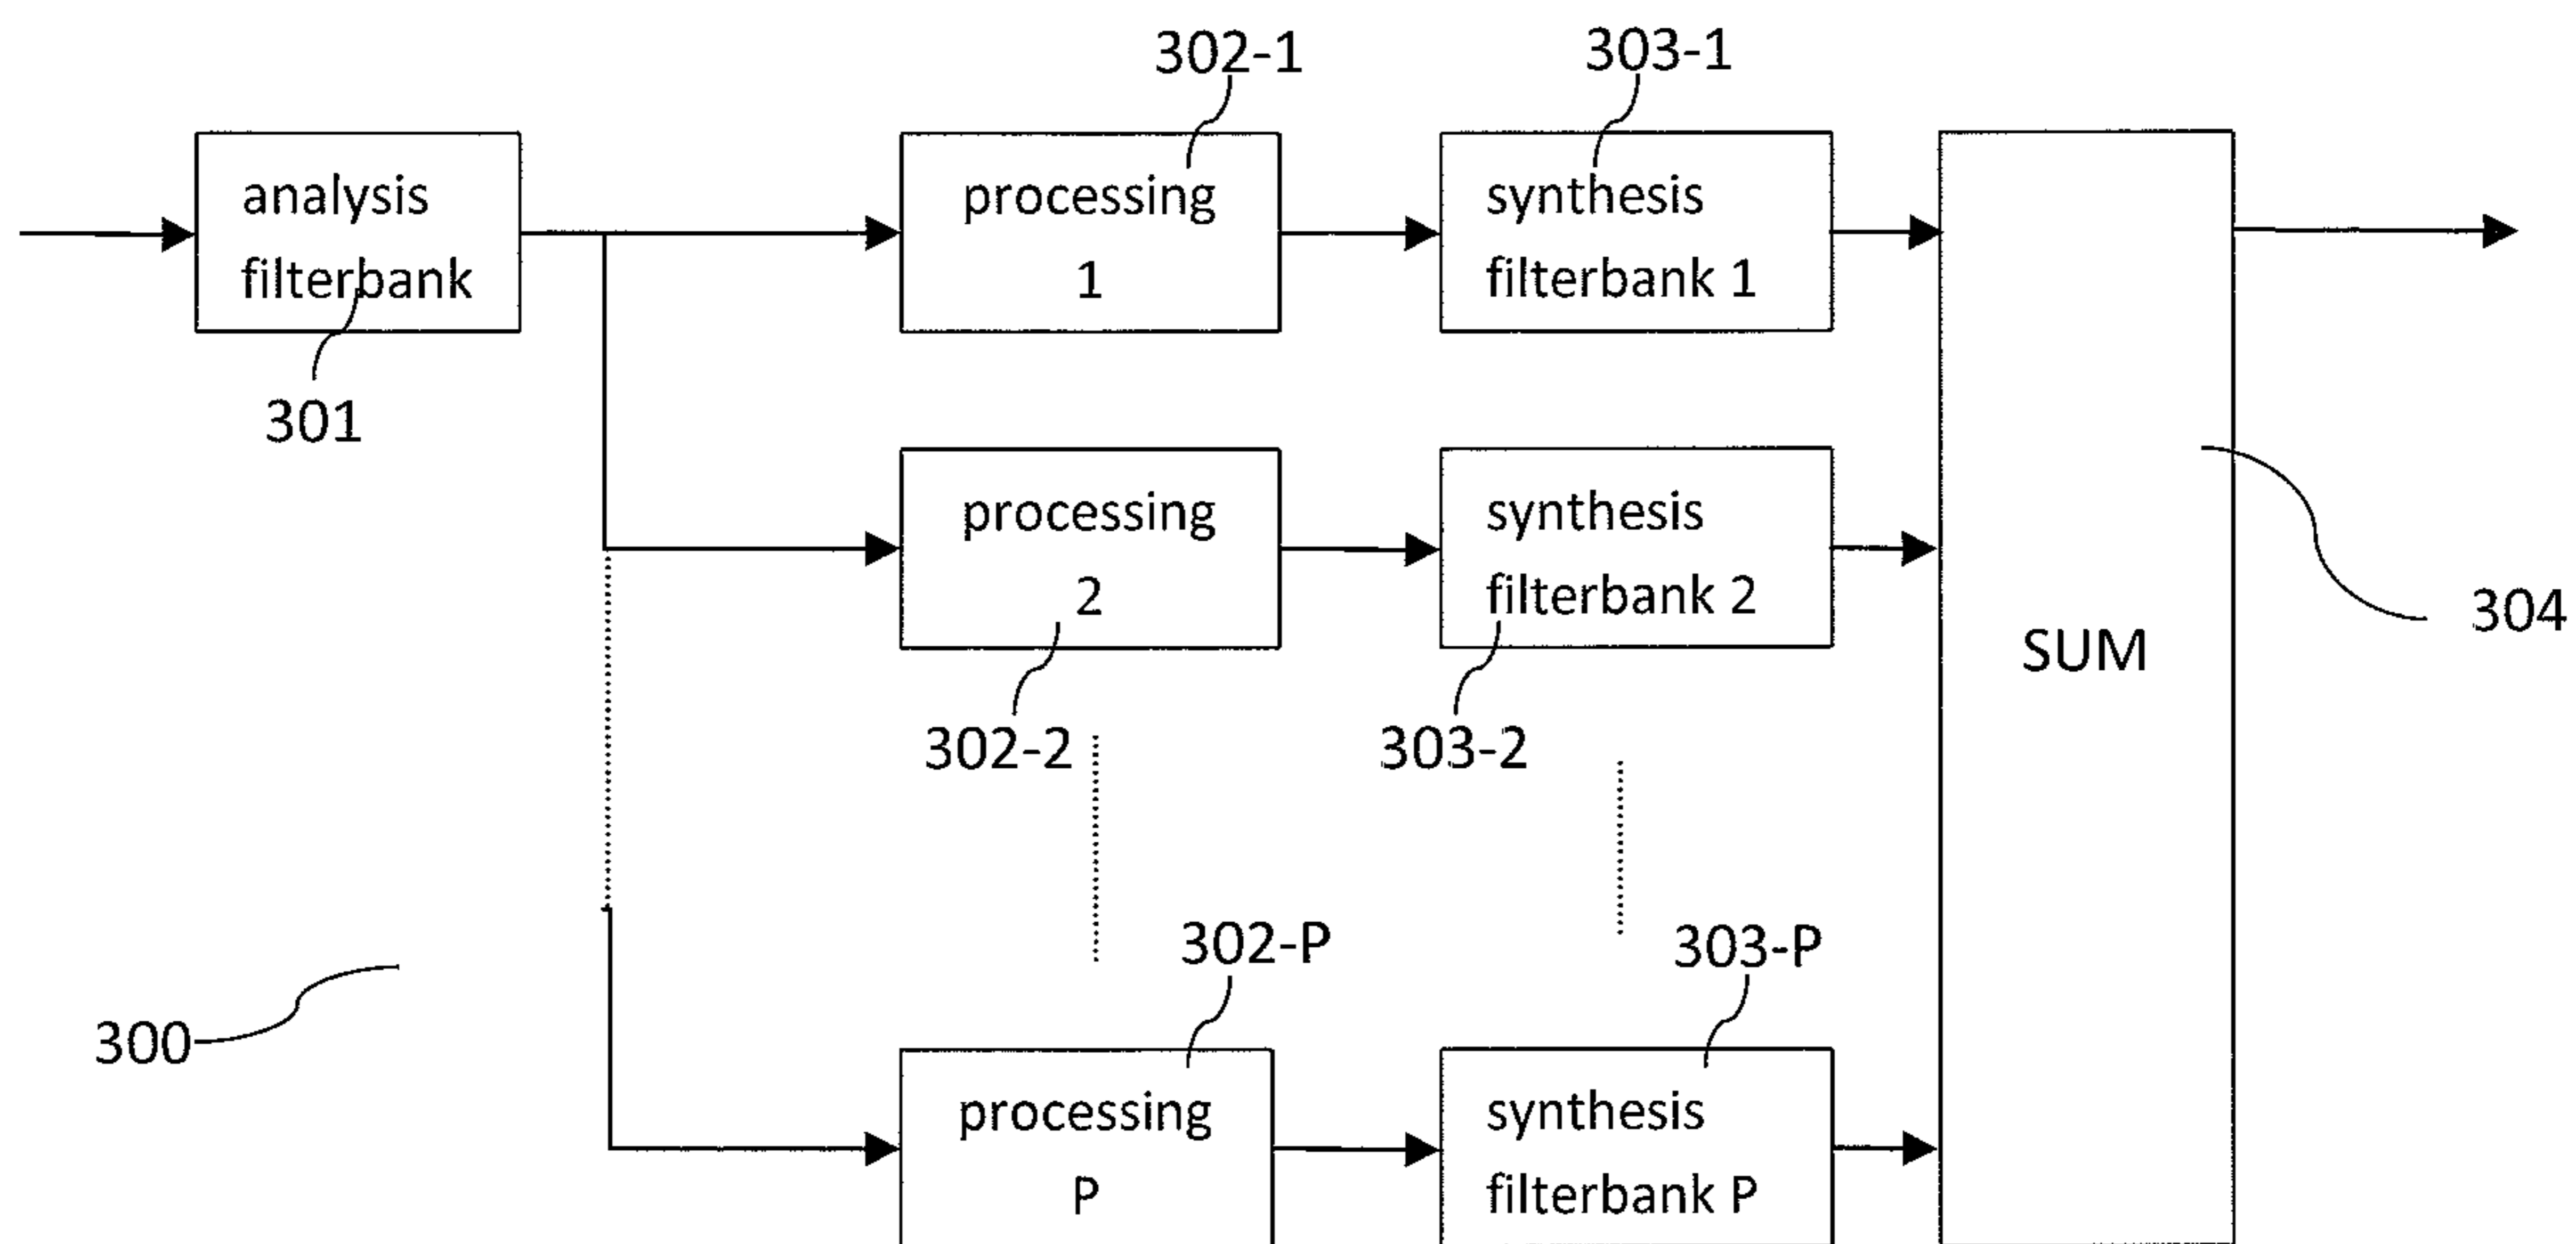 302-1
303-1
analysis
filterbank
processing
1
synthesis
filterbank 1
301
processing
2
synthesis
filterbank 2
304
SUM
302-2
303-2
302-P
303-P
300
processing
P
synthesis
filterbank P